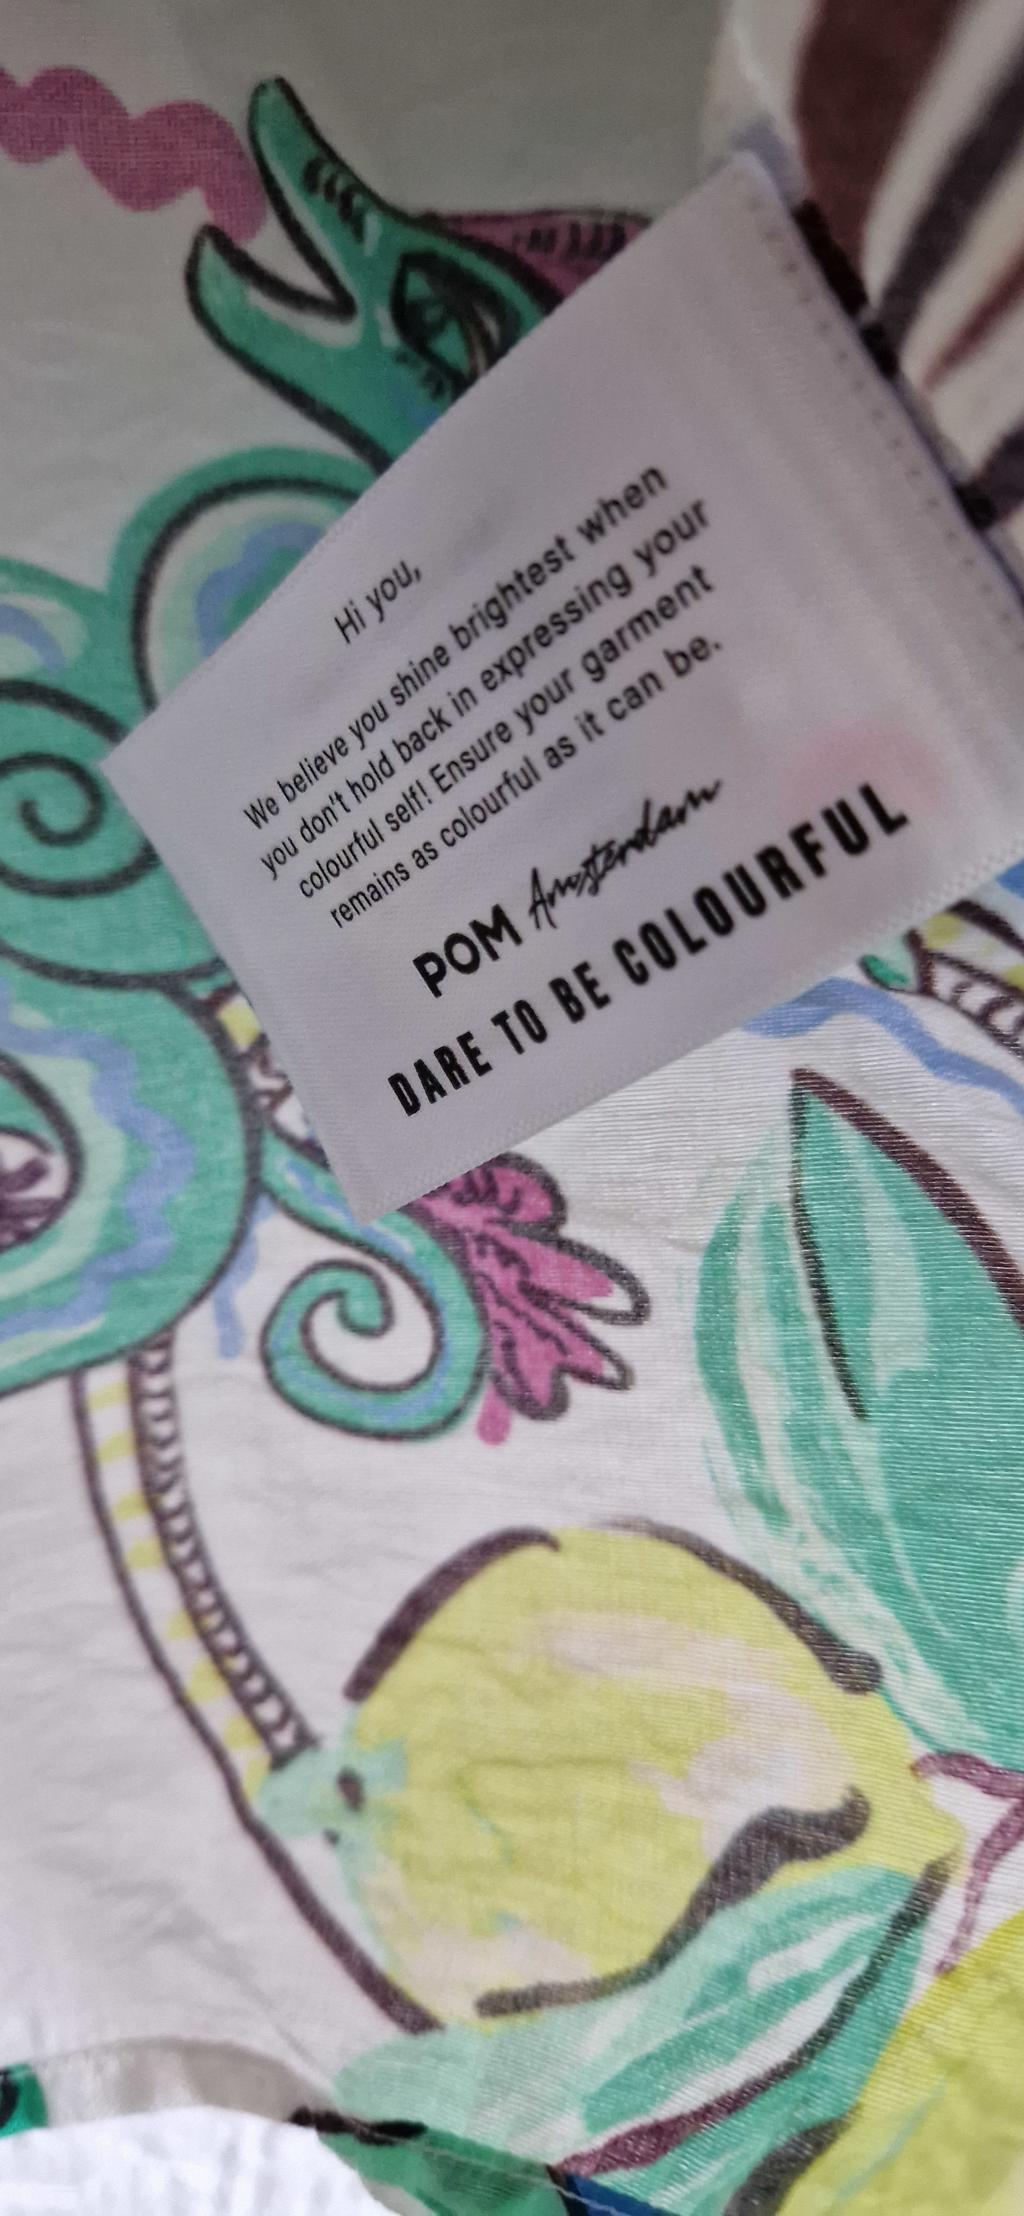 Hi you,
We believe you shine brightest when
you don't hold back in expressing your
colourful self! Ensure your garment
remains as colourful as it can be.
POM Amsterdam
DARE TO BE COLOURFUL